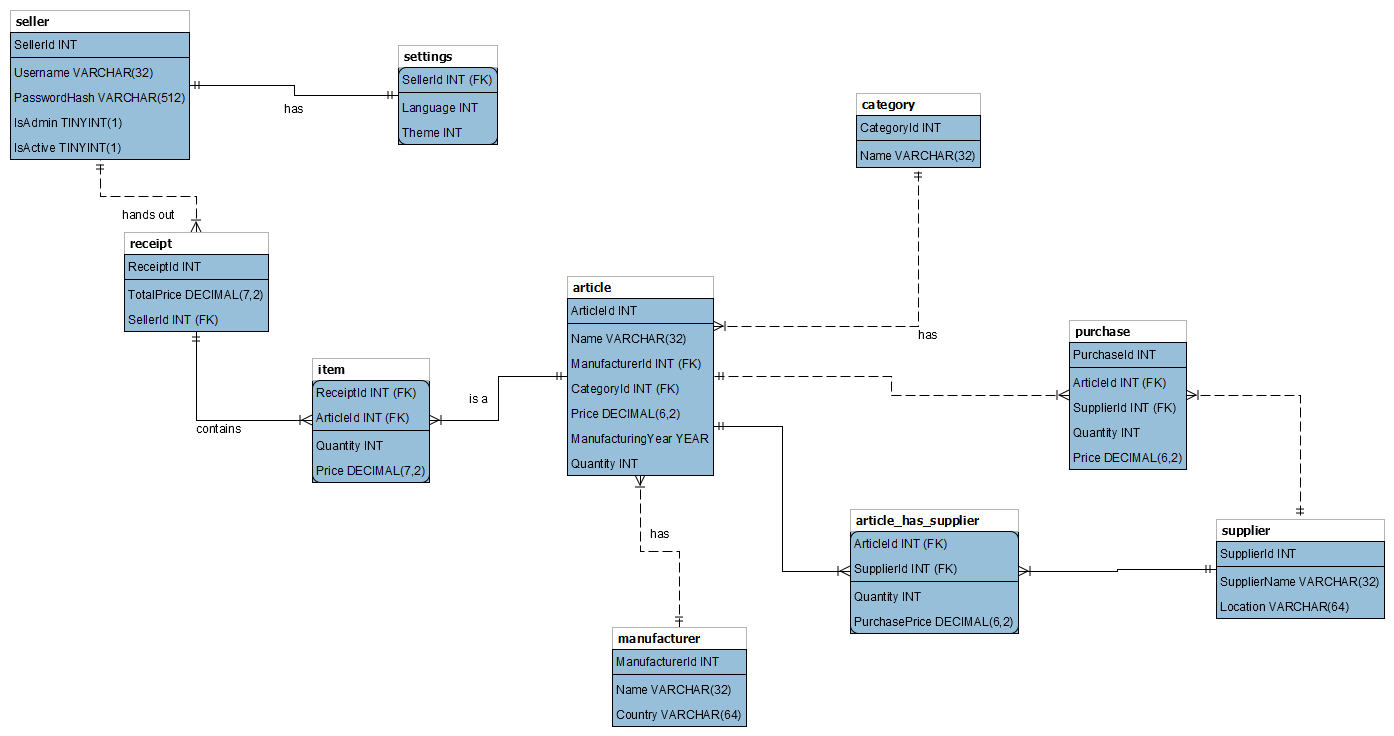 seller
SellerId INT
Username VARCHAR(32)
PasswordHash VARCHAR(512)
IsAdmin TINYINT(1)
IsActive TINYINT(1)
has
settings
SellerId INT (FK)
Language INT
Theme INT
category
CategoryId INT
Name VARCHAR(32)
hands out
receipt
ReceiptId INT
TotalPrice DECIMAL(7,2)
SellerId INT (FK)
contains
item
ReceiptId INT (FK)
ArticleId INT (FK)
Quantity INT
Price DECIMAL(7,2)
is a
article
ArticleId INT
Name VARCHAR(32)
ManufacturerId INT (FK)
CategoryId INT (FK)
Price DECIMAL(6,2)
ManufacturingYear YEAR
Quantity INT
has
purchase
PurchaseId INT
ArticleId INT (FK)
SupplierId INT (FK)
Quantity INT
Price DECIMAL(6,2)
has
article_has_supplier
ArticleId INT (FK)
SupplierId INT (FK)
Quantity INT
PurchasePrice DECIMAL(6,2)
supplier
SupplierId INT
SupplierName VARCHAR(32)
Location VARCHAR(64)
manufacturer
ManufacturerId INT
Name VARCHAR(32)
Country VARCHAR(64)